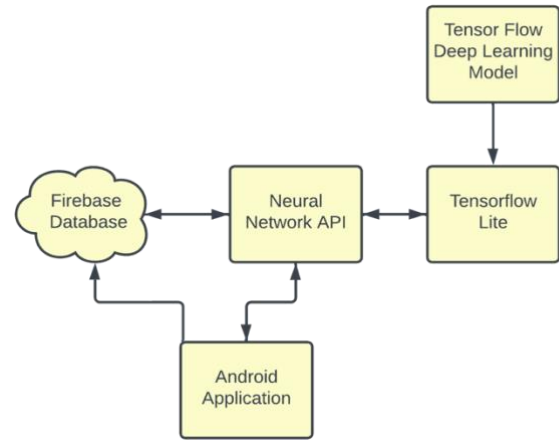 Tensor Flow
Deep Learning
Model
Firebase
Database
Neural
Network API
Tensorflow
Lite
Android
Application